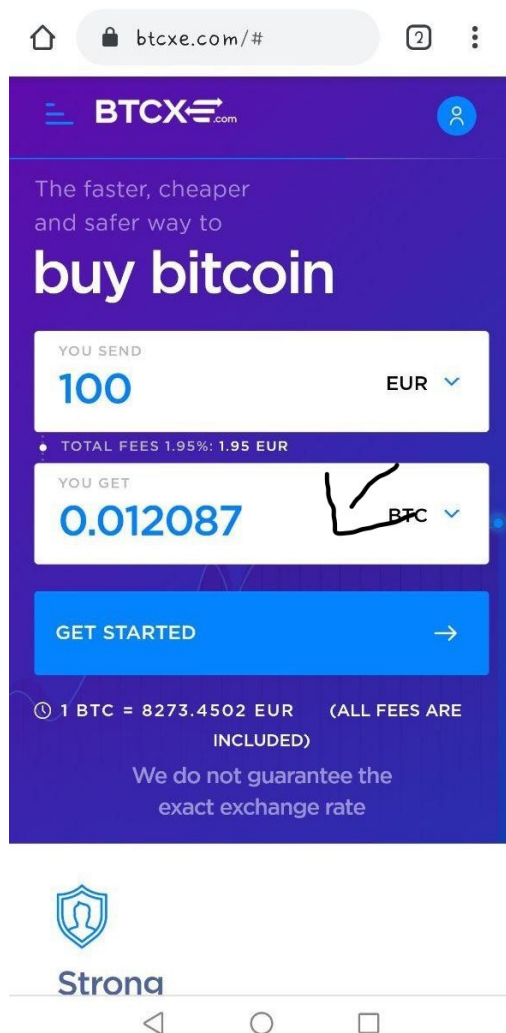 btcxe.com/#
2
BTCXE.com
The faster, cheaper
and safer way to
buy bitcoin
YOU SEND
100
EUR
TOTAL FEES 1.95%: 1.95 EUR
YOU GET
0.012087
BTC
GET STARTED
1 BTC = 8273.4502 EUR (ALL FEES ARE
INCLUDED)
We do not guarantee the
exact exchange rate
Strong